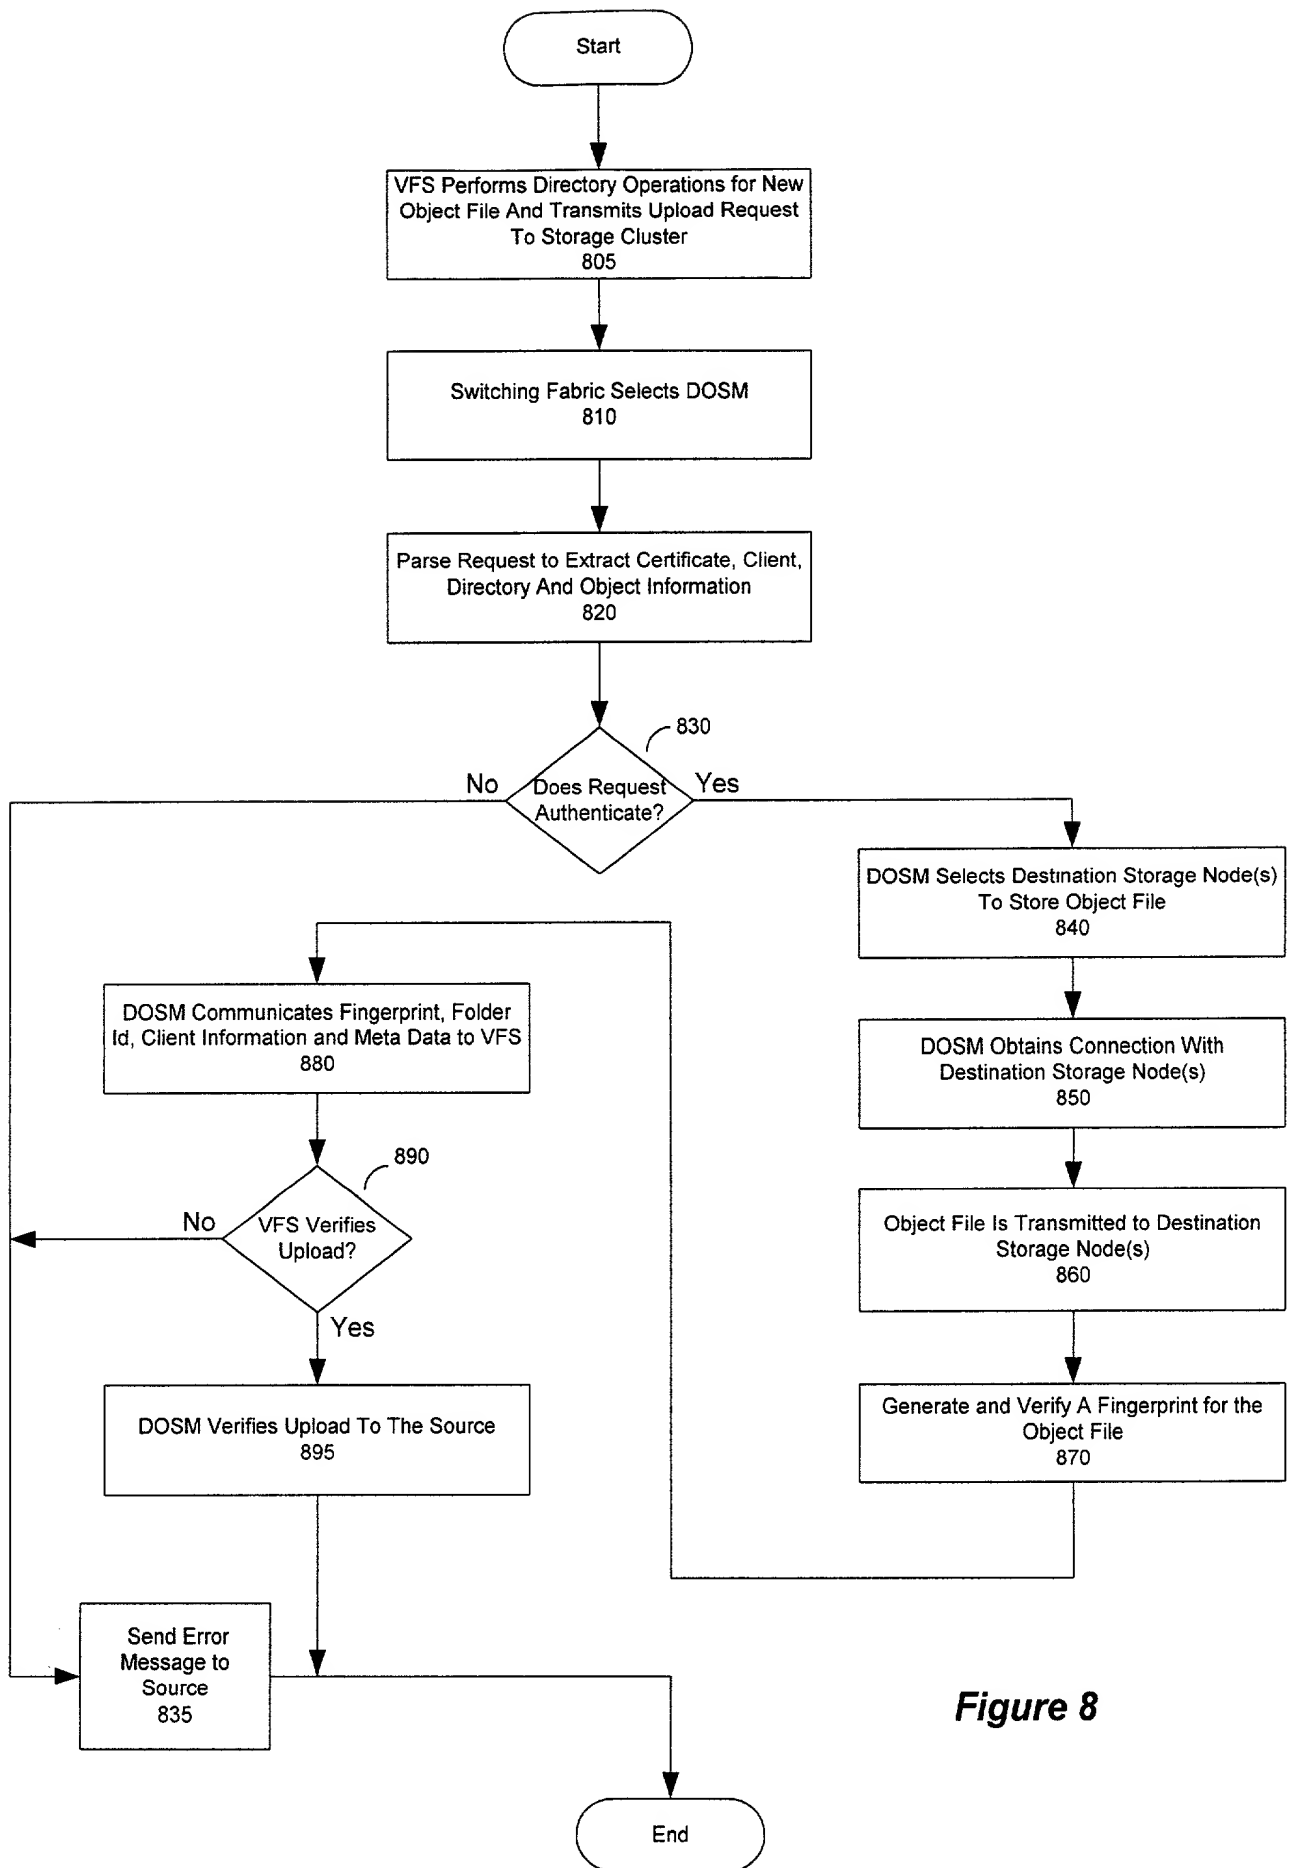 Start
VFS Performs Directory Operations for New
Object File And Transmits Upload Request
To Storage Cluster
805
Switching Fabric Selects DOSM
810
Parse Request to Extract Certificate, Client,
Directory And Object Information
820
830
No
Does Request
Authenticate?
Yes
DOSM Selects Destination Storage Node(s)
To Store Object File
840
DOSM Obtains Connection With
Destination Storage Node(s)
850
Object File Is Transmitted to Destination
Storage Node(s)
860
Generate and Verify A Fingerprint for the
Object File
870
DOSM Communicates Fingerprint, Folder
Id, Client Information and Meta Data to VFS
880
890
No
VFS Verifies
Upload?
Yes
DOSM Verifies Upload To The Source
895
Send Error
Message to
Source
835
Figure 8
End